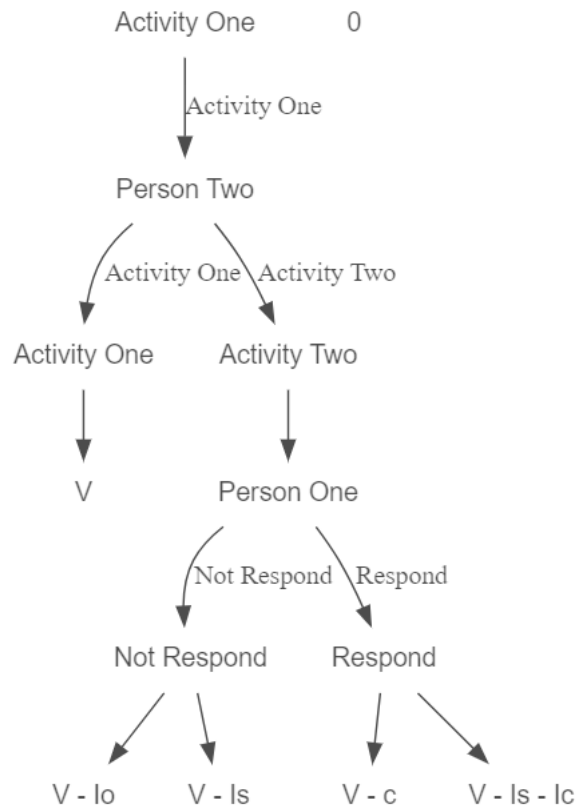 Activity One 0
Activity One
Person Two
Activity One Activity Two
Activity One Activity Two
V Person One
Not Respond Respond
Not Respond Respond
V - Io V - Is V - c V - Is - Ic